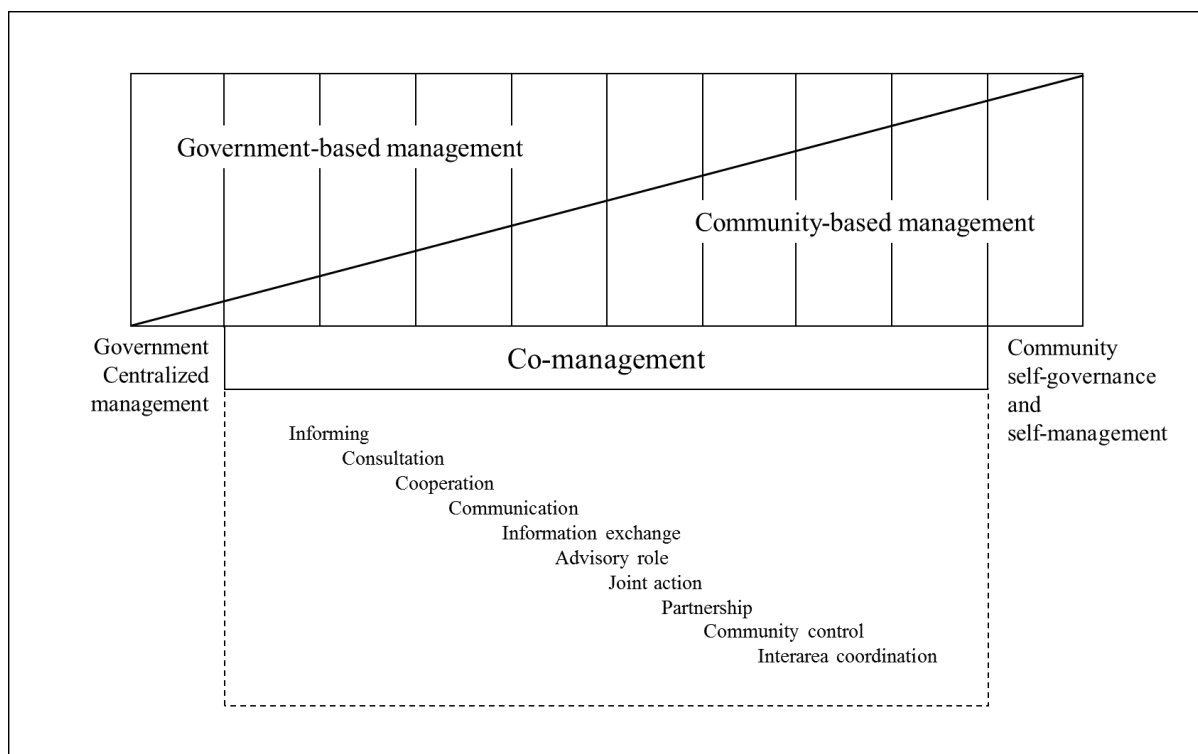 Government-based management
Community-based management
Government
Centralized
management
Co-management
Community
self-governance
and
self-management
Informing
Consultation
Cooperation
Communication
Information exchange
Advisory role
Joint action
Partnership
Community control
Interarea coordination